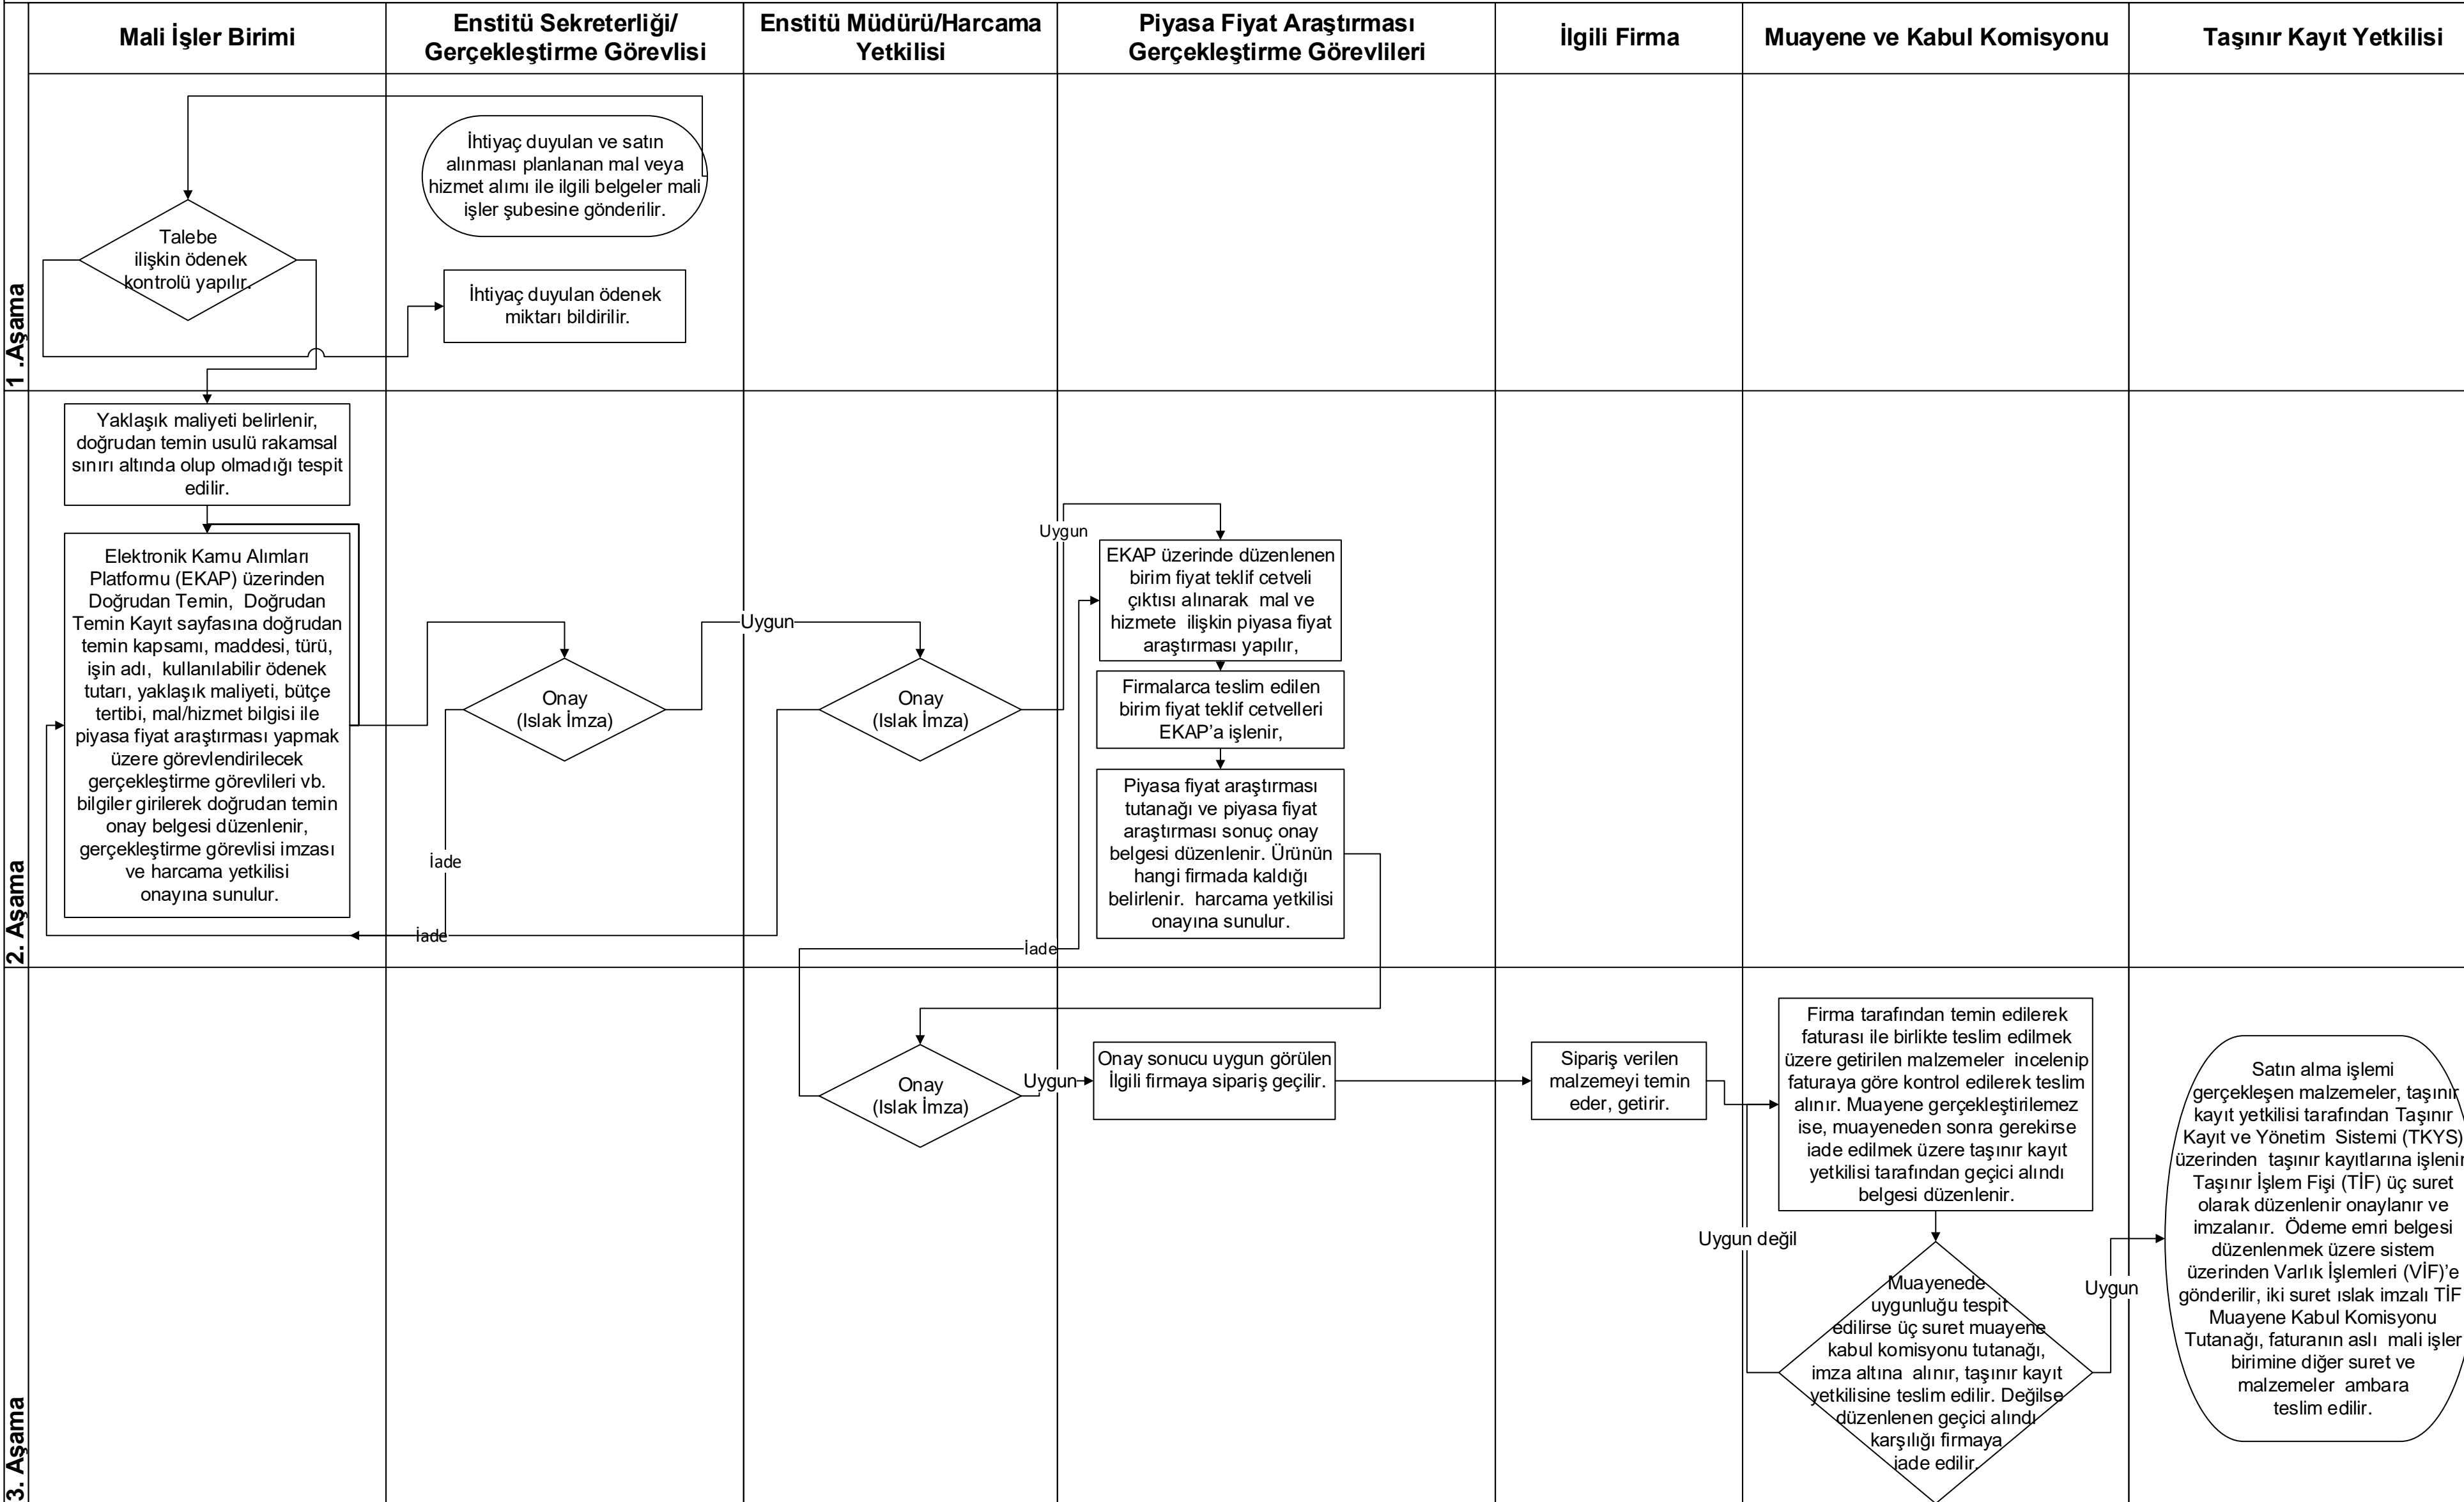 Mali İşler Birimi
Enstitü Sekreterliği/
Gerçekleştirme Görevlisi
Enstitü Müdürü/Harcama
Yetkilisi
Piyasa Fiyat Araştırması
Gerçekleştirme Görevlileri
İlgili Firma
Muayene ve Kabul Komisyonu
Taşınır Kayıt Yetkilisi
1 .Aşama
İhtiyaç duyulan ve satın
alınması planlanan mal veya
hizmet alımı ile ilgili belgeler mali
işler şubesine gönderilir.
Talebe
ilişkin ödenek
kontrolü yapılır.
İhtiyaç duyulan ödenek
miktarı bildirilir.
2. Aşama
Yaklaşık maliyeti belirlenir,
doğrudan temin usulü rakamsal
sınırı altında olup olmadığı tespit
edilir.
Elektronik Kamu Alımları
Platformu (EKAP) üzerinden
Doğrudan Temin,  Doğrudan
Temin Kayıt sayfasına doğrudan
temin kapsamı, maddesi, türü,
işin adı,  kullanılabilir ödenek
tutarı, yaklaşık maliyeti, bütçe
tertibi, mal/hizmet bilgisi ile
piyasa fiyat araştırması yapmak
üzere görevlendirilecek
gerçekleştirme görevlileri vb.
bilgiler girilerek doğrudan temin
onay belgesi düzenlenir,
gerçekleştirme görevlisi imzası
ve harcama yetkilisi
onayına sunulur.
Onay
(Islak İmza)
İade
İade
Uygun
Onay
(Islak İmza)
Uygun
EKAP üzerinde düzenlenen
birim fiyat teklif cetveli
çıktısı alınarak  mal ve
hizmete  ilişkin piyasa fiyat
araştırması yapılır,
Firmalarca teslim edilen
birim fiyat teklif cetvelleri
EKAP’a işlenir,
Piyasa fiyat araştırması
tutanağı ve piyasa fiyat
araştırması sonuç onay
belgesi düzenlenir. Ürünün
hangi firmada kaldığı
belirlenir.  harcama yetkilisi
onayına sunulur.
İade
3. Aşama
Onay
(Islak İmza)
Uygun
Onay sonucu uygun görülen
İlgili firmaya sipariş geçilir.
Sipariş verilen
malzemeyi temin
eder, getirir.
Firma tarafından temin edilerek
faturası ile birlikte teslim edilmek
üzere getirilen malzemeler  incelenip
faturaya göre kontrol edilerek teslim
alınır. Muayene gerçekleştirilemez
ise, muayeneden sonra gerekirse
iade edilmek üzere taşınır kayıt
yetkilisi tarafından geçici alındı
belgesi düzenlenir.
Uygun değil
Muayenede
uygunluğu tespit
edilirse üç suret muayene
kabul komisyonu tutanağı,
imza altına  alınır, taşınır kayıt
yetkilisine teslim edilir. Değilse
düzenlenen geçici alındı
karşılığı firmaya
iade edilir.
Uygun
Satın alma işlemi
gerçekleşen malzemeler, taşınır
kayıt yetkilisi tarafından Taşınır
Kayıt ve Yönetim  Sistemi (TKYS)
üzerinden  taşınır kayıtlarına işlenir
Taşınır İşlem Fişi (TİF) üç suret
olarak düzenlenir onaylanır ve
imzalanır.  Ödeme emri belgesi
düzenlenmek üzere sistem
üzerinden Varlık İşlemleri (VİF)’e
gönderilir, iki suret ıslak imzalı TİF
Muayene Kabul Komisyonu
Tutanağı, faturanın aslı  mali işler
birimine diğer suret ve
malzemeler  ambara
teslim edilir.